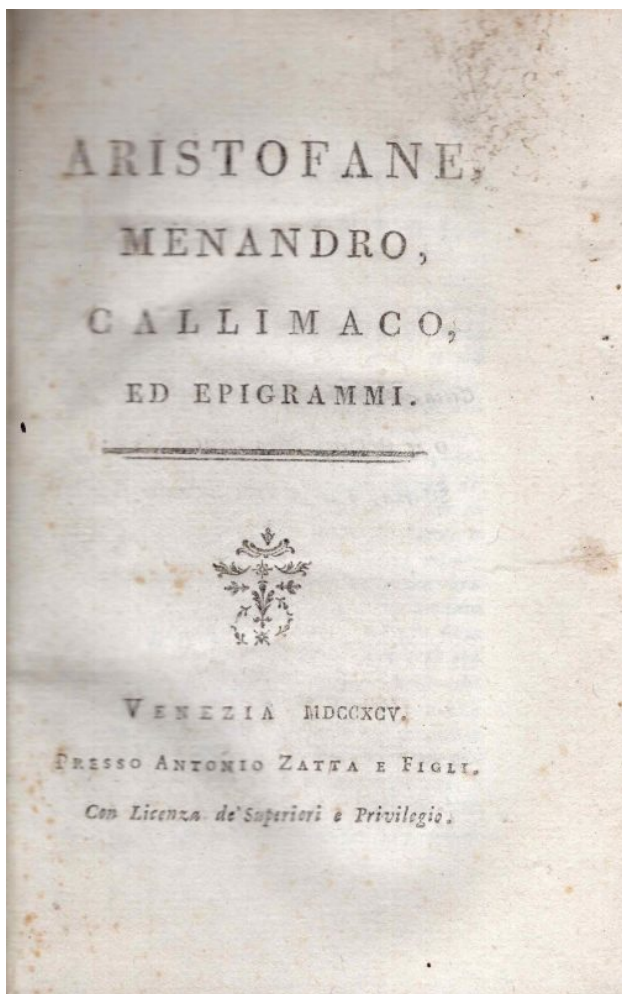 ARISTOFANE,
MENANDRO,
CALLIMACO,
ED EPIGRAMMI.
VENEZIA MDCCXCV.
PRESSO ANTONIO ZATTA E FIGLI.
Con Licenza de' Superiori e Privilegio.